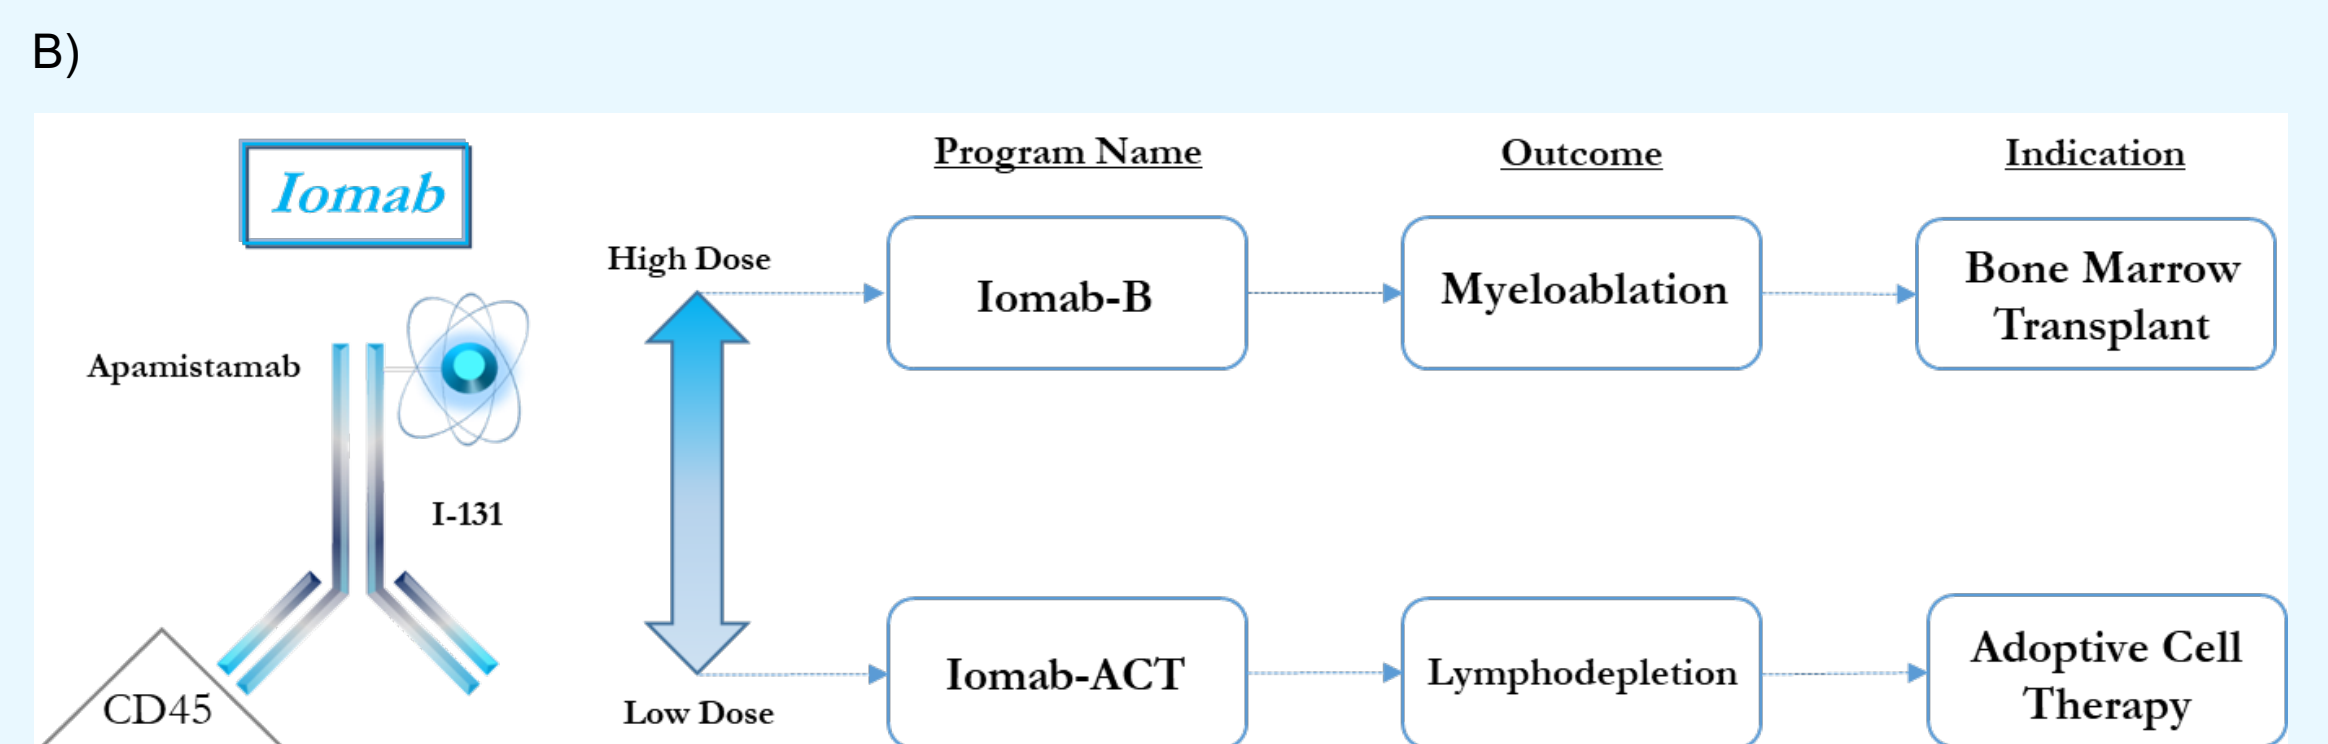 B)
Iomab
Apamistamab
I-131
CD45
High Dose
Low Dose
Program Name
Outcome
Indication
Iomab-B
Myeloablation
Bone Marrow
Transplant
Iomab-ACT
Lymphodepletion
Adoptive Cell
Therapy